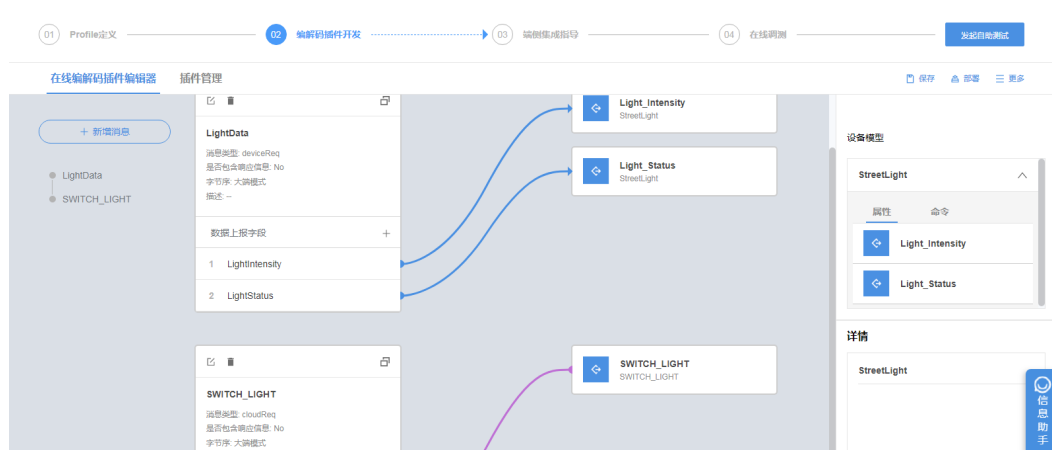 01 Profile定义
02 编解码插件开发
03 端侧集成指导
04 在线调测
发起自助测试
在线编解码插件编辑器 插件管理
保存 部署 更多
+ 新增消息
LightData
SWITCH_LIGHT
LightData
消息类型: deviceReq
是否包含响应信息: No
字节序: 大端模式
描述: --
数据上报字段 +
1 LightIntensity
2 LightStatus
Light_Intensity
StreetLight
Light_Status
StreetLight
SWITCH_LIGHT
消息类型: cloudReq
是否包含响应信息: No
字节序: 大端模式
SWITCH_LIGHT
SWITCH_LIGHT
设备模型
StreetLight
属性 命令
Light_Intensity
Light_Status
详情
StreetLight
信息助手